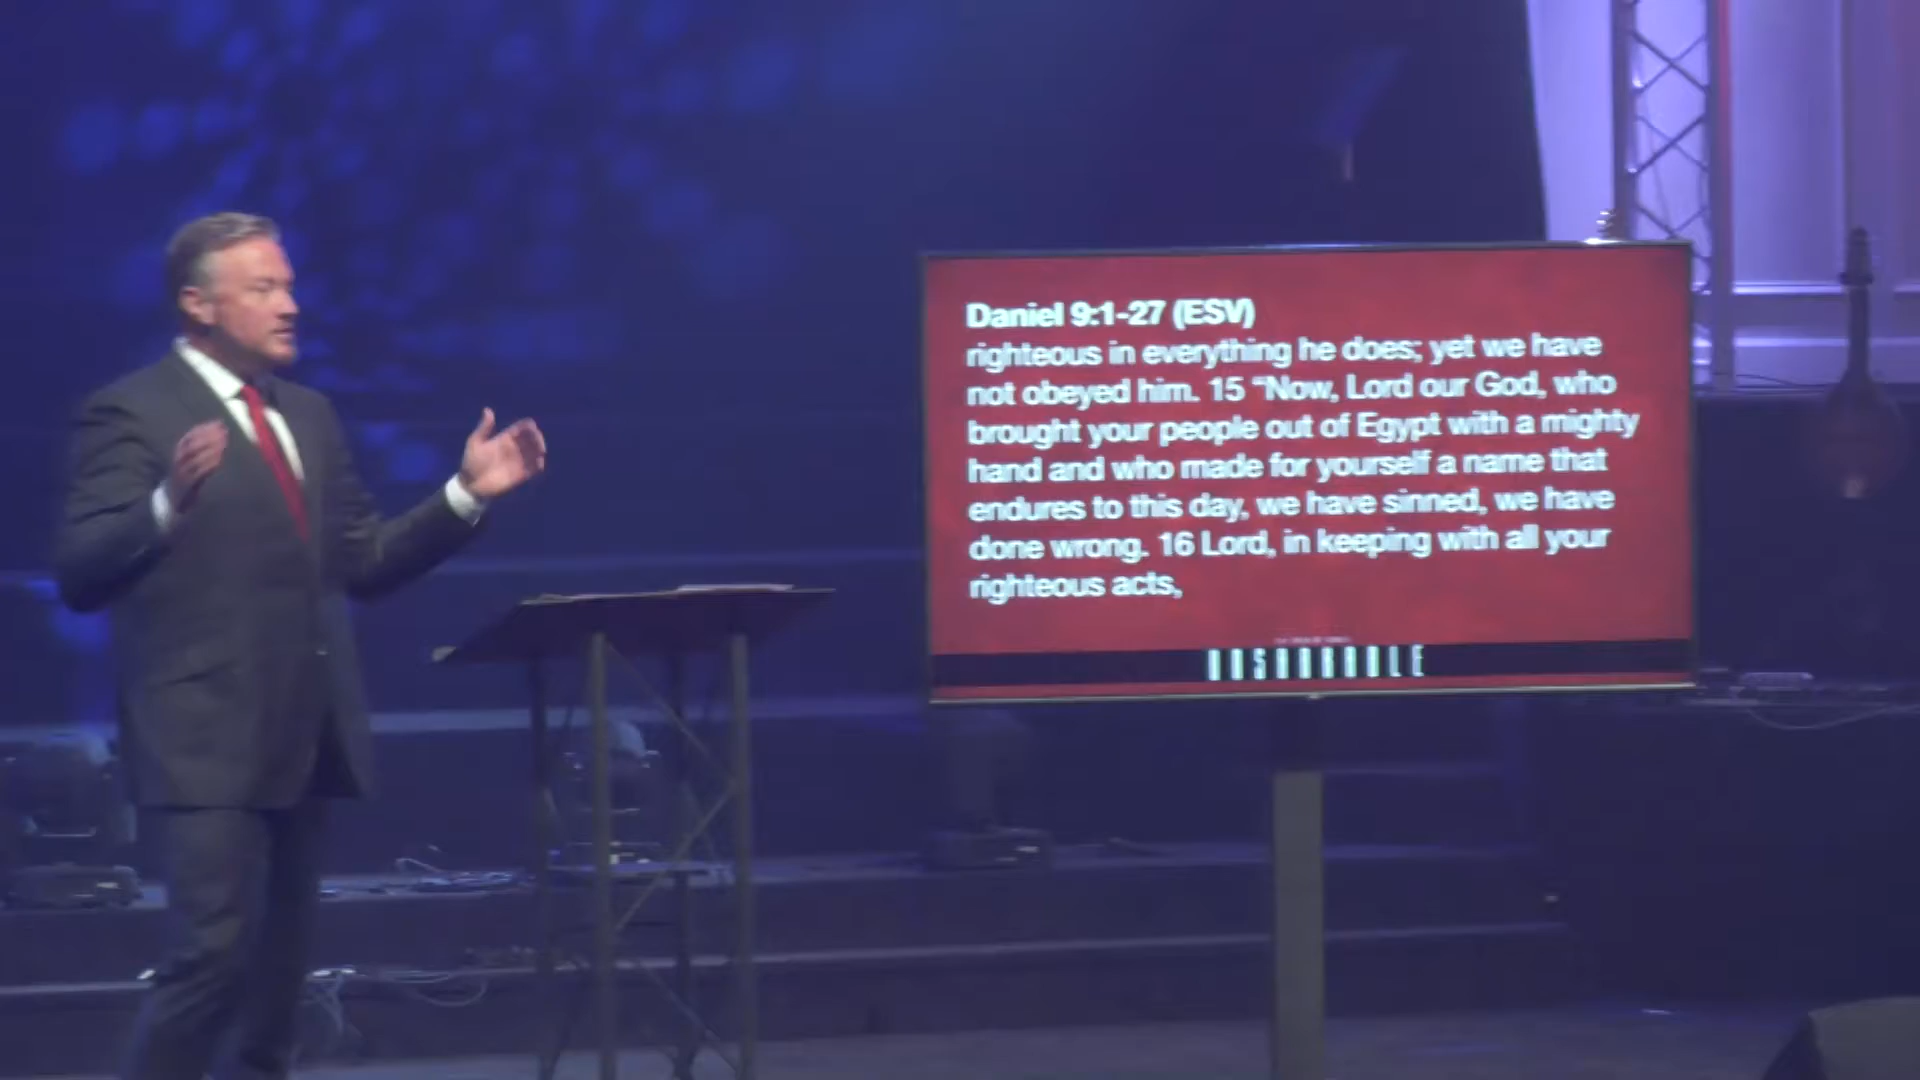 Daniel 9:1-27 (ESV)
righteous in everything he does; yet we have
not obeyed him. 15 “Now, Lord our God, who
brought your people out of Egypt with a mighty
hand and who made for yourself a name that
endures to this day, we have sinned, we have
done wrong. 16 Lord, in keeping with all your
righteous acts,